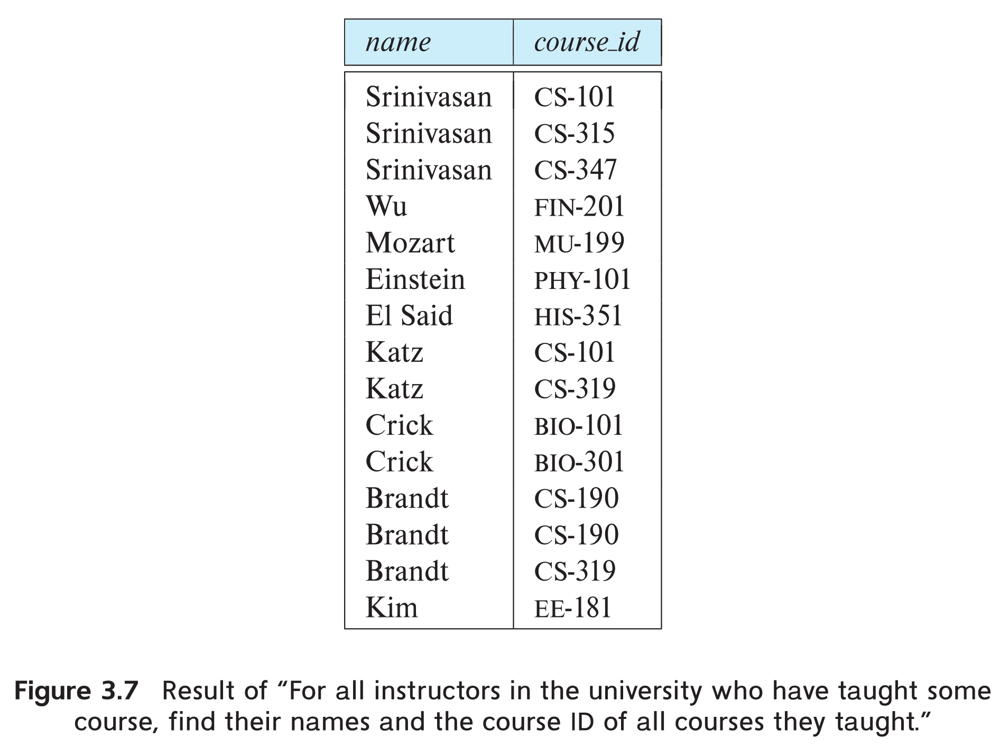 name course_id
Srinivasan CS-101
Srinivasan CS-315
Srinivasan CS-347
Wu FIN-201
Mozart MU-199
Einstein PHY-101
El Said HIS-351
Katz CS-101
Katz CS-319
Crick BIO-101
Crick BIO-301
Brandt CS-190
Brandt CS-190
Brandt CS-319
Kim EE-181
Figure 3.7 Result of “For all instructors in the university who have taught some
course, find their names and the course ID of all courses they taught.”